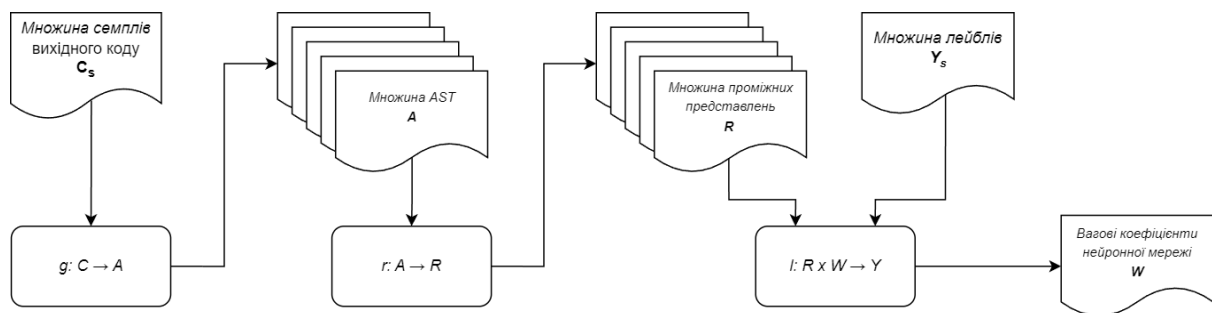 Множина семплів
вихідного коду
Cs
Множина AST
A
Множина проміжних
представлень
R
Множина лейблів
Ys
g: C → A
r: A → R
l: R x W → Y
Вагові коефіцієнти
нейронної мережі
W